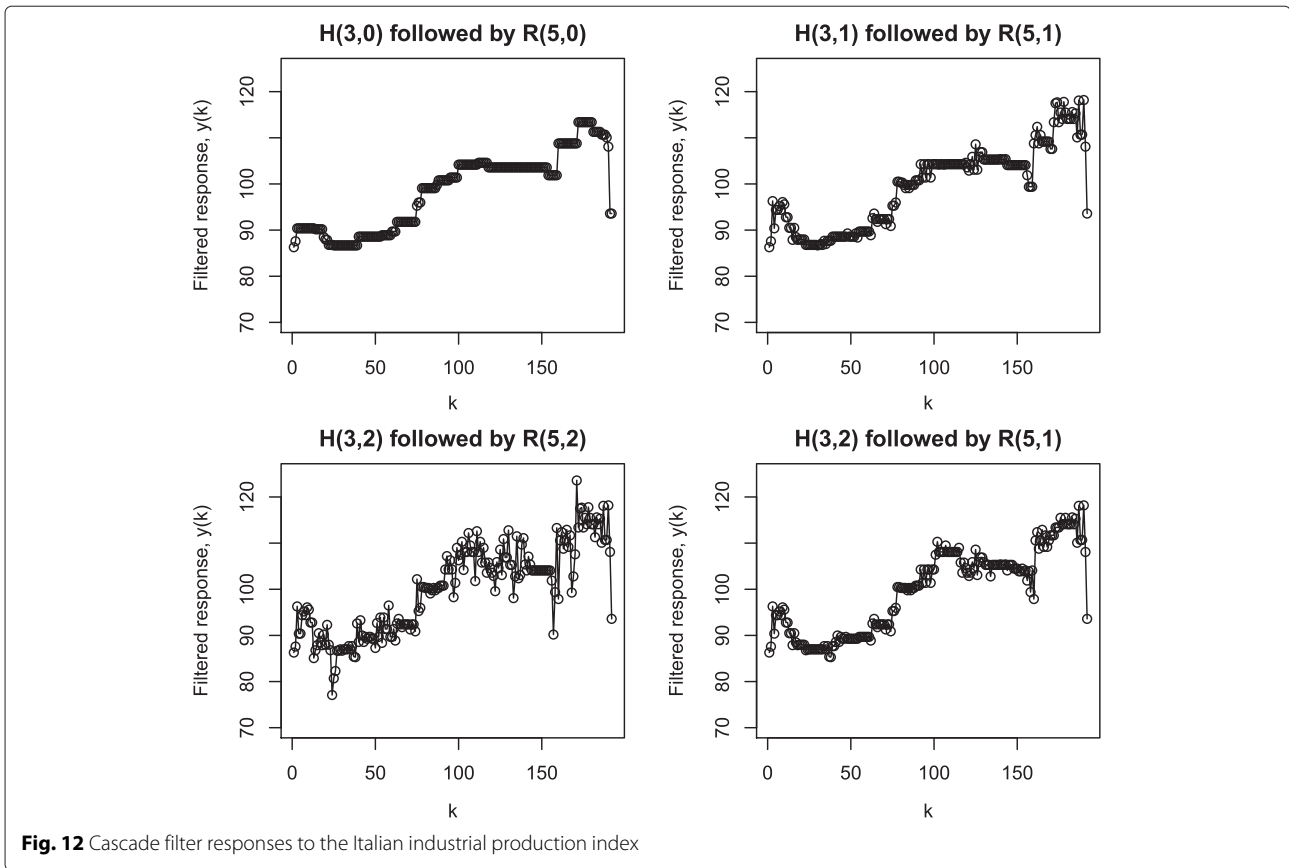 H(3,0) followed by R(5,0)
Filtered response, y(k)
120
100
90
80
70
0
50
100
150
k
H(3,1) followed by R(5,1)
Filtered response, y(k)
120
100
90
80
70
0
50
100
150
k
H(3,2) followed by R(5,2)
Filtered response, y(k)
120
100
90
80
70
0
50
100
150
k
H(3,2) followed by R(5,1)
Filtered response, y(k)
120
100
90
80
70
0
50
100
150
k
Fig. 12 Cascade filter responses to the Italian industrial production index